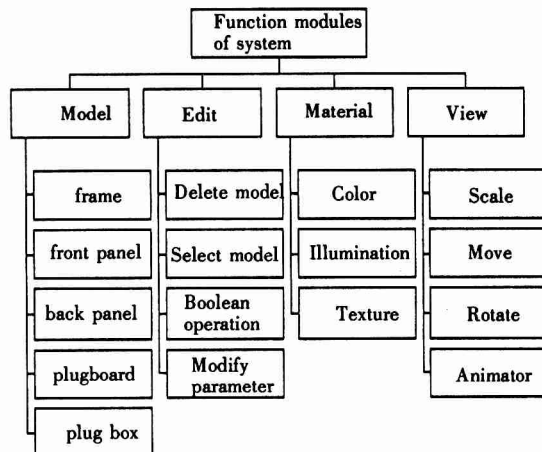 Function modules
of system
Model
Edit
Material
View
frame
front panel
back panel
plugboard
plug box
Delete model
Select model
Boolean
operation
Modify
parameter
Color
Illumination
Texture
Scale
Move
Rotate
Animator